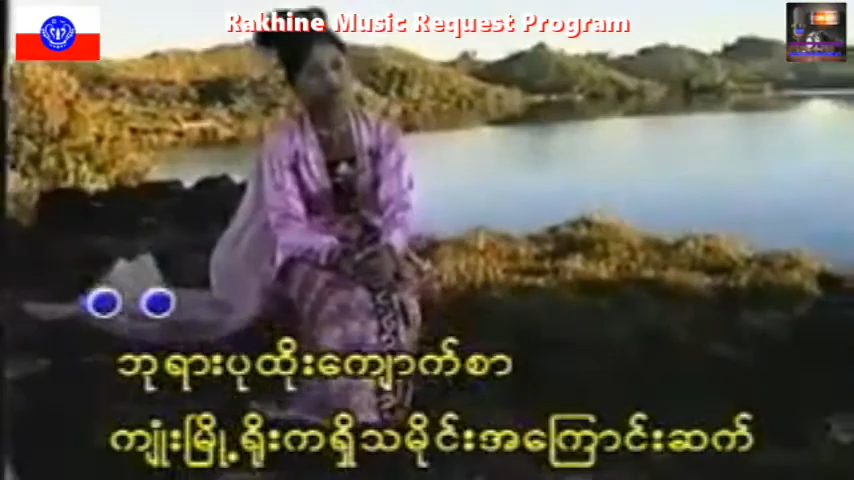 Rakhine Music Request Program
ဘုရားပုထိုးကျောက်စာ
ကျုံးမြို့ရိုးကရှိသမိုင်းအကြောင်းဆက်